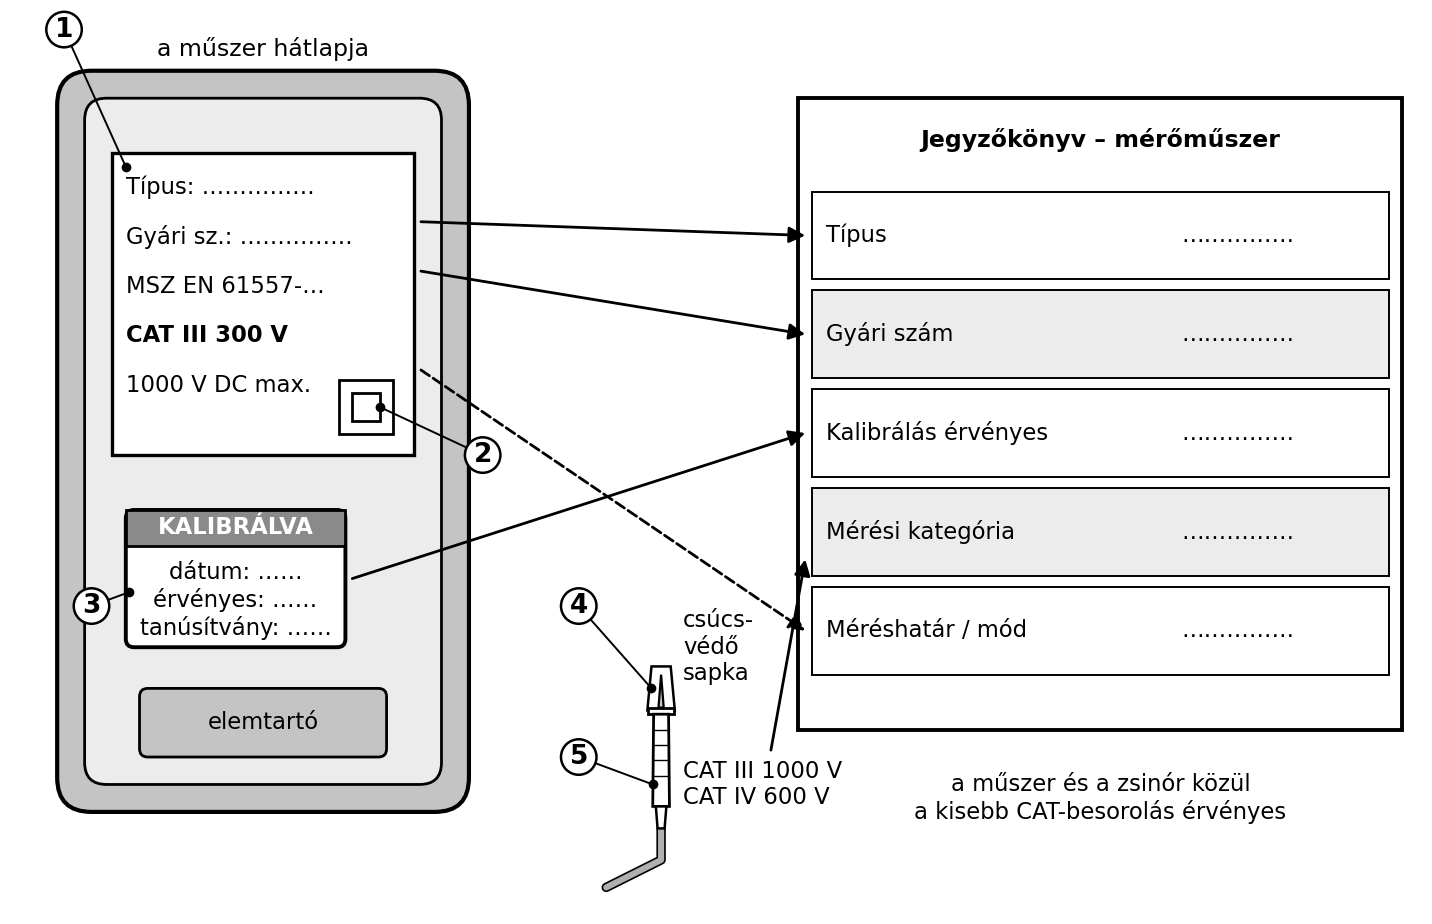 1
a műszer hátlapja
Típus: ……………
Gyári sz.: ……………
MSZ EN 61557-…
CAT III 300 V
1000 V DC max.
2
KALIBRÁLVA
dátum: ……
érvényes: ……
tanúsítvány: ……
3
elemtartó
4
csúcs-
védő
sapka
5
CAT III 1000 V
CAT IV 600 V
Jegyzőkönyv – mérőműszer
Típus ……………
Gyári szám ……………
Kalibrálás érvényes ……………
Mérési kategória ……………
Méréshatár / mód ……………
a műszer és a zsinór közül
a kisebb CAT-besorolás érvényes